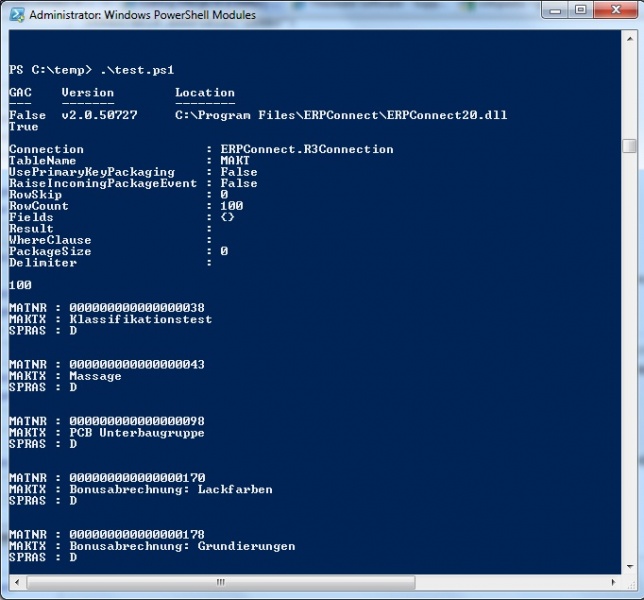 Administrator: Windows PowerShell Modules
PS C:\temp> .\test.ps1
GAC    Version        Location
---    -------        --------
False  v2.0.50727     C:\Program Files\ERPConnect\ERPConnect20.dll
True
Connection                : ERPConnect.R3Connection
TableName                 : MAKT
UsePrimaryKeyPackaging    : False
RaiseIncomingPackageEvent : False
RowSkip                   : 0
RowCount                  : 100
Fields                    : {}
Result                    :
WhereClause               :
PackageSize               : 0
Delimiter                 :
100
MATNR : 000000000000000038
MAKTX : Klassifikationstest
SPRAS : D
MATNR : 000000000000000043
MAKTX : Massage
SPRAS : D
MATNR : 000000000000000098
MAKTX : PCB Unterbaugruppe
SPRAS : D
MATNR : 000000000000000170
MAKTX : Bonusabrechnung: Lackfarben
SPRAS : D
MATNR : 000000000000000178
MAKTX : Bonusabrechnung: Grundierungen
SPRAS : D